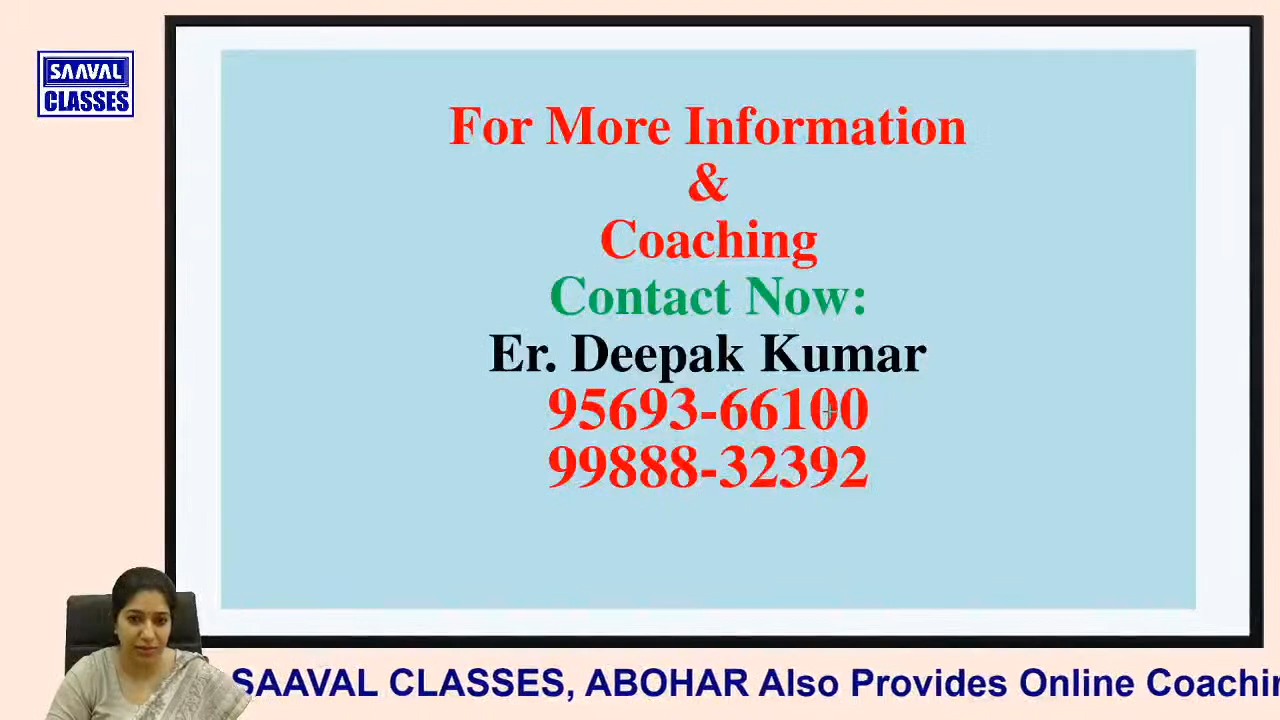 SAAVAL
CLASSES
For More Information
&
Coaching
Contact Now:
Er. Deepak Kumar
95693-66100
99888-32392
SAAVAL CLASSES, ABOHAR Also Provides Online Coachin